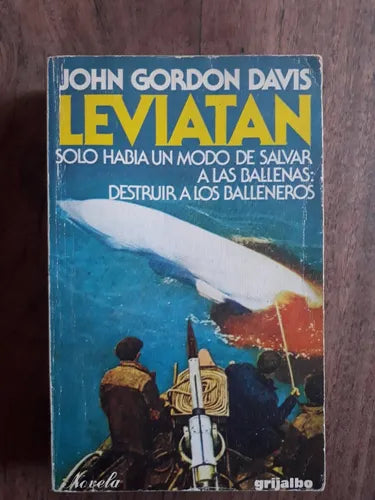 JOHN GORDON DAVIS
LEVIATAN
SOLO HABIA UN MODO DE SALVAR
A LAS BALLENAS:
DESTRUIR A LOS BALLENEROS
Novela
grijalbo